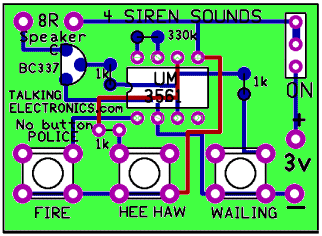 4 SIREN SOUNDS
8R
Speaker
C
330k
BC337
1k
UM
3561
1k
TALKING
ELECTRONICS.com
ON
No button
POLICE
1k
+
3v
FIRE
HEE HAW
WAILING